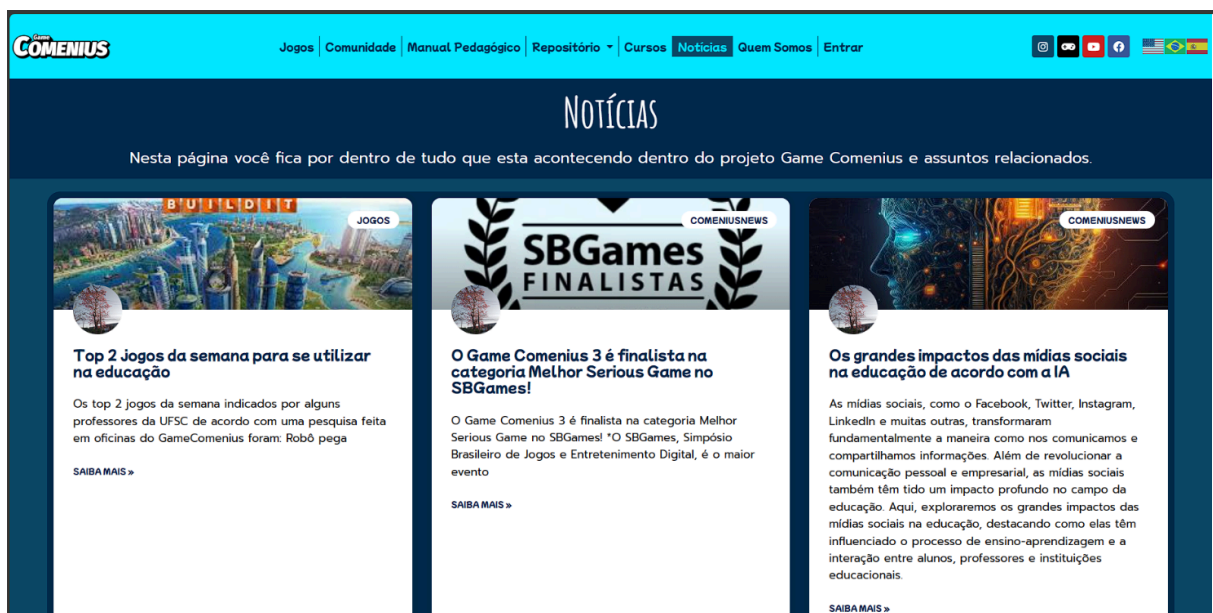 Game
COMENIUS
Jogos Comunidade Manual Pedagógico Repositório Cursos Notícias Quem Somos Entrar
NOTÍCIAS
Nesta página você fica por dentro de tudo que esta acontecendo dentro do projeto Game Comenius e assuntos relacionados.
BUILDIT
JOGOS
Top 2 Jogos da semana para se utilizar
na educação
Os top 2 jogos da semana indicados por alguns
professores da UFSC de acordo com uma pesquisa feita
em oficinas do GameComenius foram: Robô pega
SAIBA MAIS »
COMENIUSNEWS
SBGames
FINALISTAS
O Game Comenius 3 é finalista na
categoria Melhor Serious Game no
SBGames!
O Game Comenius 3 é finalista na categoria Melhor
Serious Game no SBGames! "O SBGames, Simpósio
Brasileiro de Jogos e Entretenimento Digital, é o maior
evento
SAIBA MAIS »
COMENIUSNEWS
Os grandes impactos das mídias sociais
na educação de acordo com a IA
As mídias sociais, como o Facebook, Twitter, Instagram,
LinkedIn e muitas outras, transformaram
fundamentalmente a maneira como nos comunicamos e
compartilhamos informações. Além de revolucionar a
comunicação pessoal e empresarial, as mídias sociais
também têm tido um impacto profundo no campo da
educação. Aqui, exploraremos os grandes impactos das
mídias sociais na educação, destacando como elas têm
influenciado o processo de ensino-aprendizagem e a
interação entre alunos, professores e instituições
educacionais.
SAIBA MAIS »